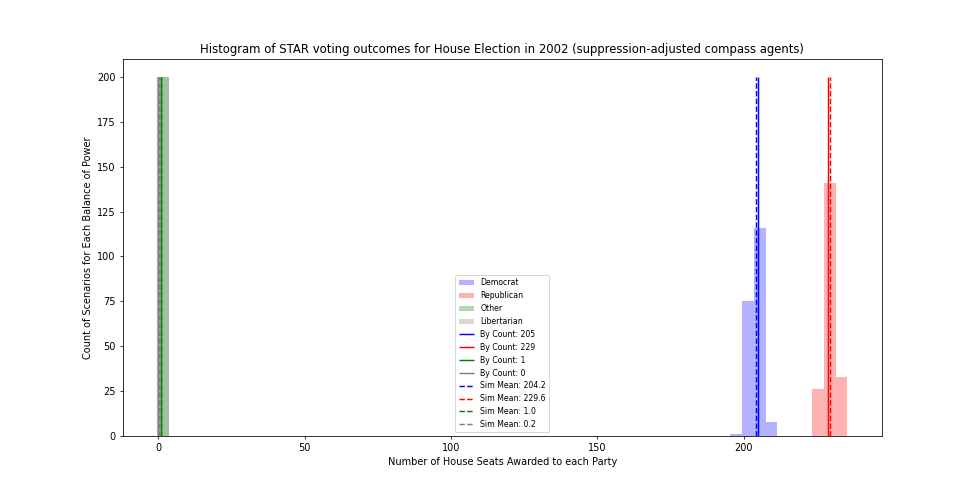 Histogram of STAR voting outcomes for House Election in 2002 (suppression-adjusted compass agents)
Count of Scenarios for Each Balance of Power
200
175
150
125
100
75
50
25
0
Democrat
Republican
Other
Libertarian
By Count: 205
By Count: 229
By Count: 1
By Count: 0
Sim Mean: 204.2
Sim Mean: 229.6
Sim Mean: 1.0
Sim Mean: 0.2
0 50 100 150 200
Number of House Seats Awarded to each Party